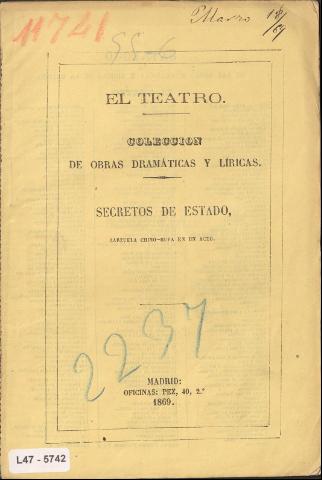 11741
55-6
Marzo 18/69
EL TEATRO.
COLECCION
DE OBRAS DRAMÁTICAS Y LÍRICAS.
SECRETOS DE ESTADO,
ZARZUELA CHINO-BUFA EN UN ACTO.
2237
MADRID:
OFICINAS: PEZ, 40, 2.º
1869.
L47 - 5742